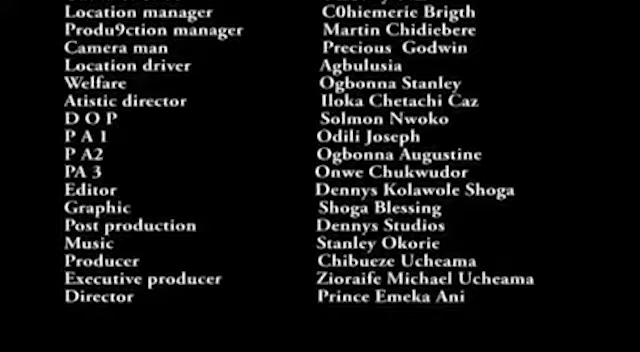 Location manager C0hiemerie Brigth
Produ9ction manager Martin Chidiebere
Camera man Precious Godwin
Location driver Agbulusia
Welfare Ogbonna Stanley
Atistic director Iloka Chetachi Caz
D O P Solmon Nwoko
P A 1 Odili Joseph
P A2 Ogbonna Augustine
PA 3 Onwe Chukwudor
Editor Dennys Kolawole Shoga
Graphic Shoga Blessing
Post production Dennys Studios
Music Stanley Okorie
Producer Chibueze Ucheama
Executive producer Zioraife Michael Ucheama
Director Prince Emeka Ani